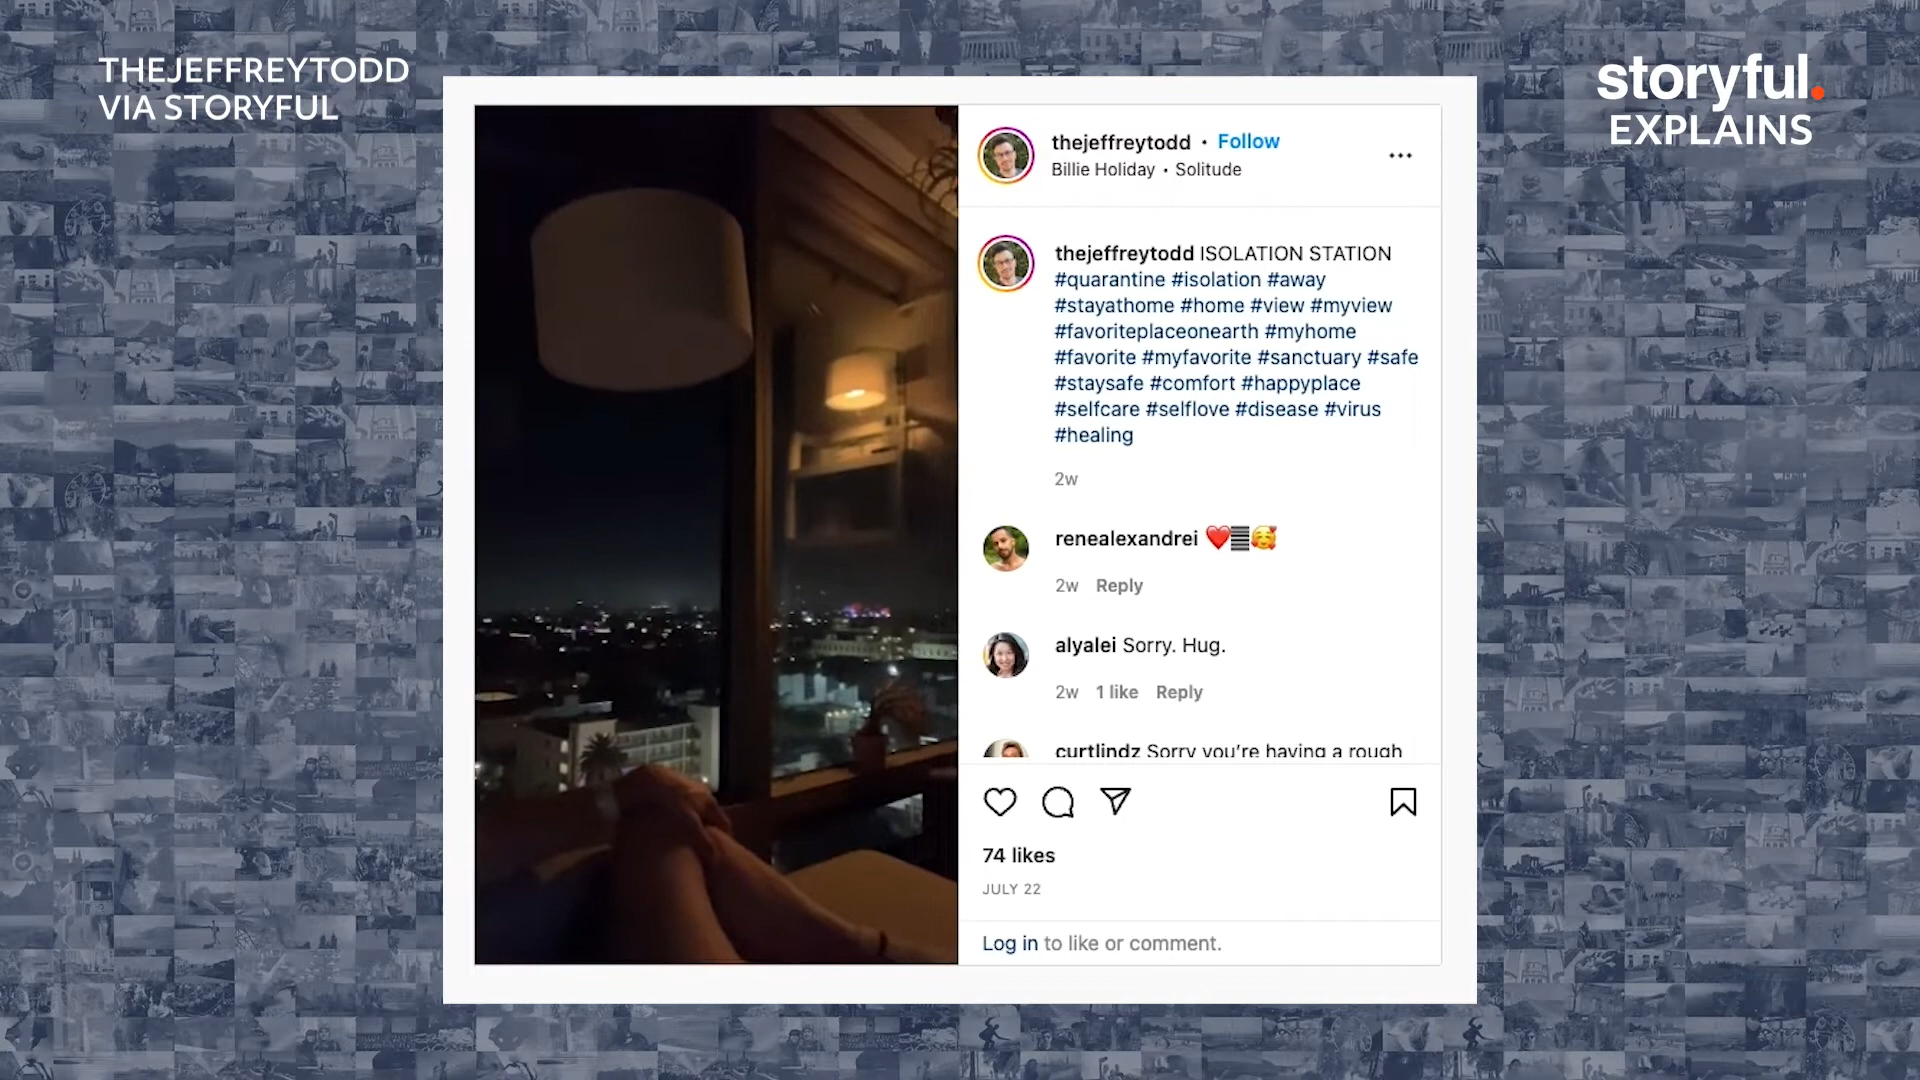 THEJEFFREYTODD
VIA STORYFUL
storyful.
EXPLAINS
thejeffreytodd • Follow
Billie Holiday • Solitude
thejeffreytodd ISOLATION STATION
#quarantine #isolation #away
#stayathome #home #view #myview
#favoriteplaceonearth #myhome
#favorite #myfavorite #sanctuary #safe
#staysafe #comfort #happyplace
#selfcare #selflove #disease #virus
#healing
2w
renealexandrei
2w Reply
alyalei Sorry. Hug.
2w 1 like Reply
curtlindz Sorry you're having a rough
74 likes
JULY 22
Log in to like or comment.